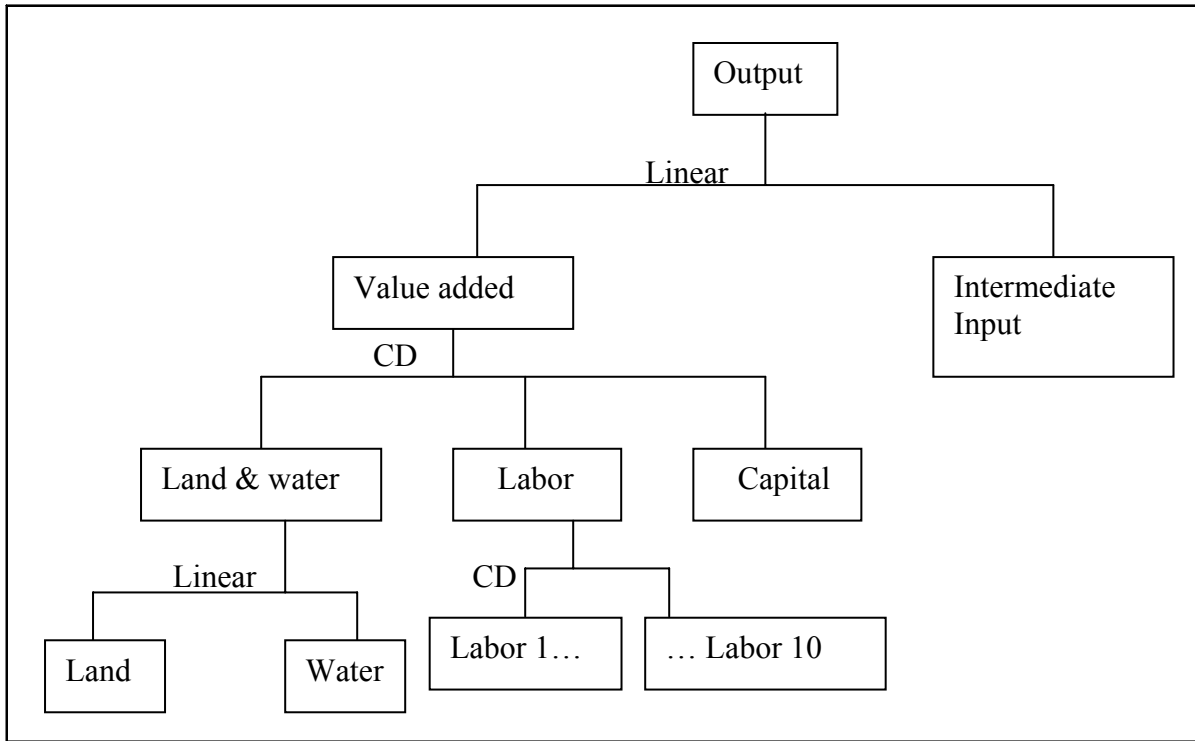 Output
Linear
Value added
Intermediate
Input
CD
Land & water
Labor
Capital
Linear
CD
Land
Water
Labor 1…
… Labor 10